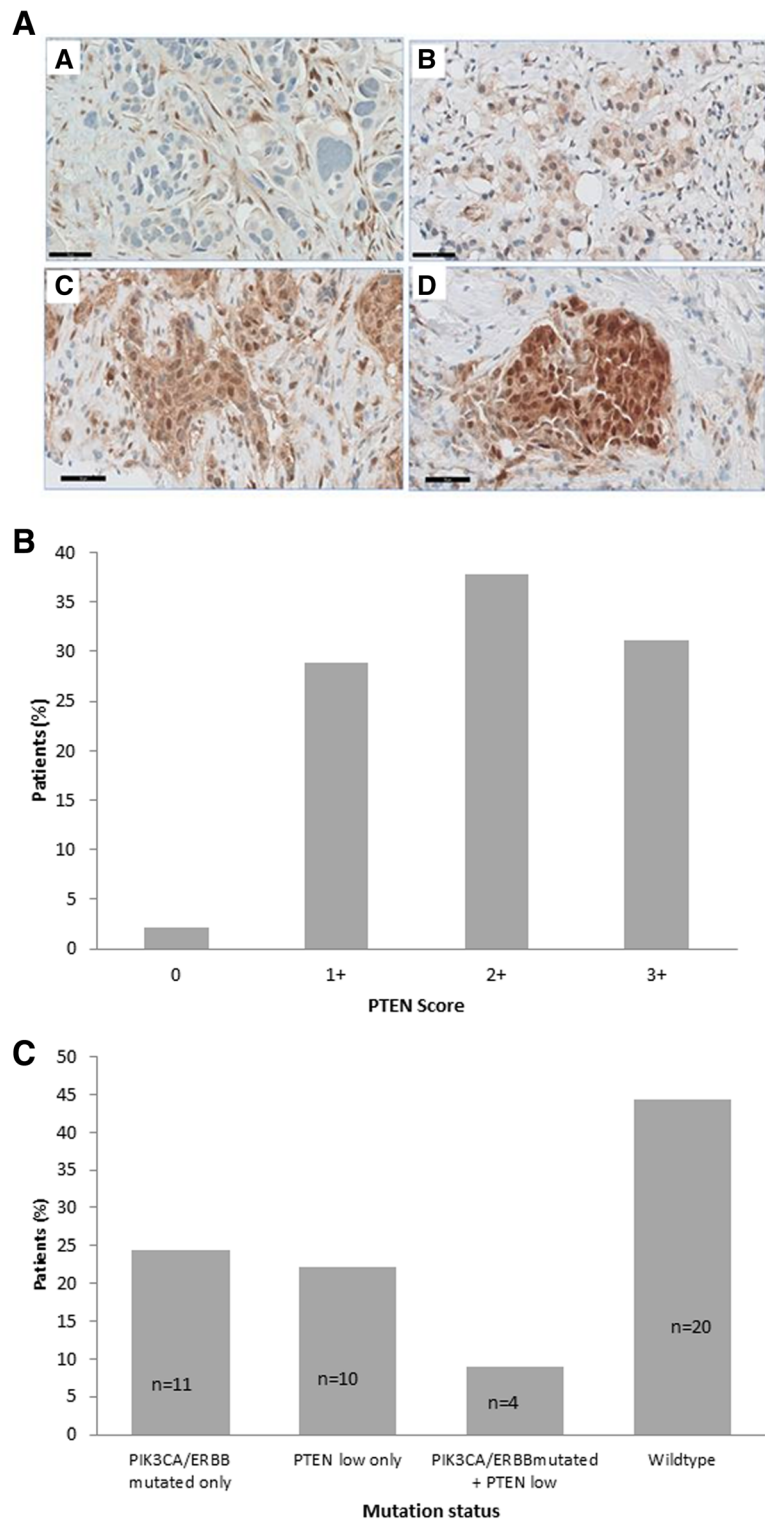 A
A
B
C
D
B
40
35
30
25
20
15
10
5
0
Patients (%)
0 1+ 2+ 3+
PTEN Score
C
50
45
40
35
30
25
20
15
10
5
0
Patients (%)
n=11
n=10
n=4
n=20
PIK3CA/ERBB
mutated only
PTEN low only
PIK3CA/ERBBmutated
+ PTEN low
Wildtype
Mutation status